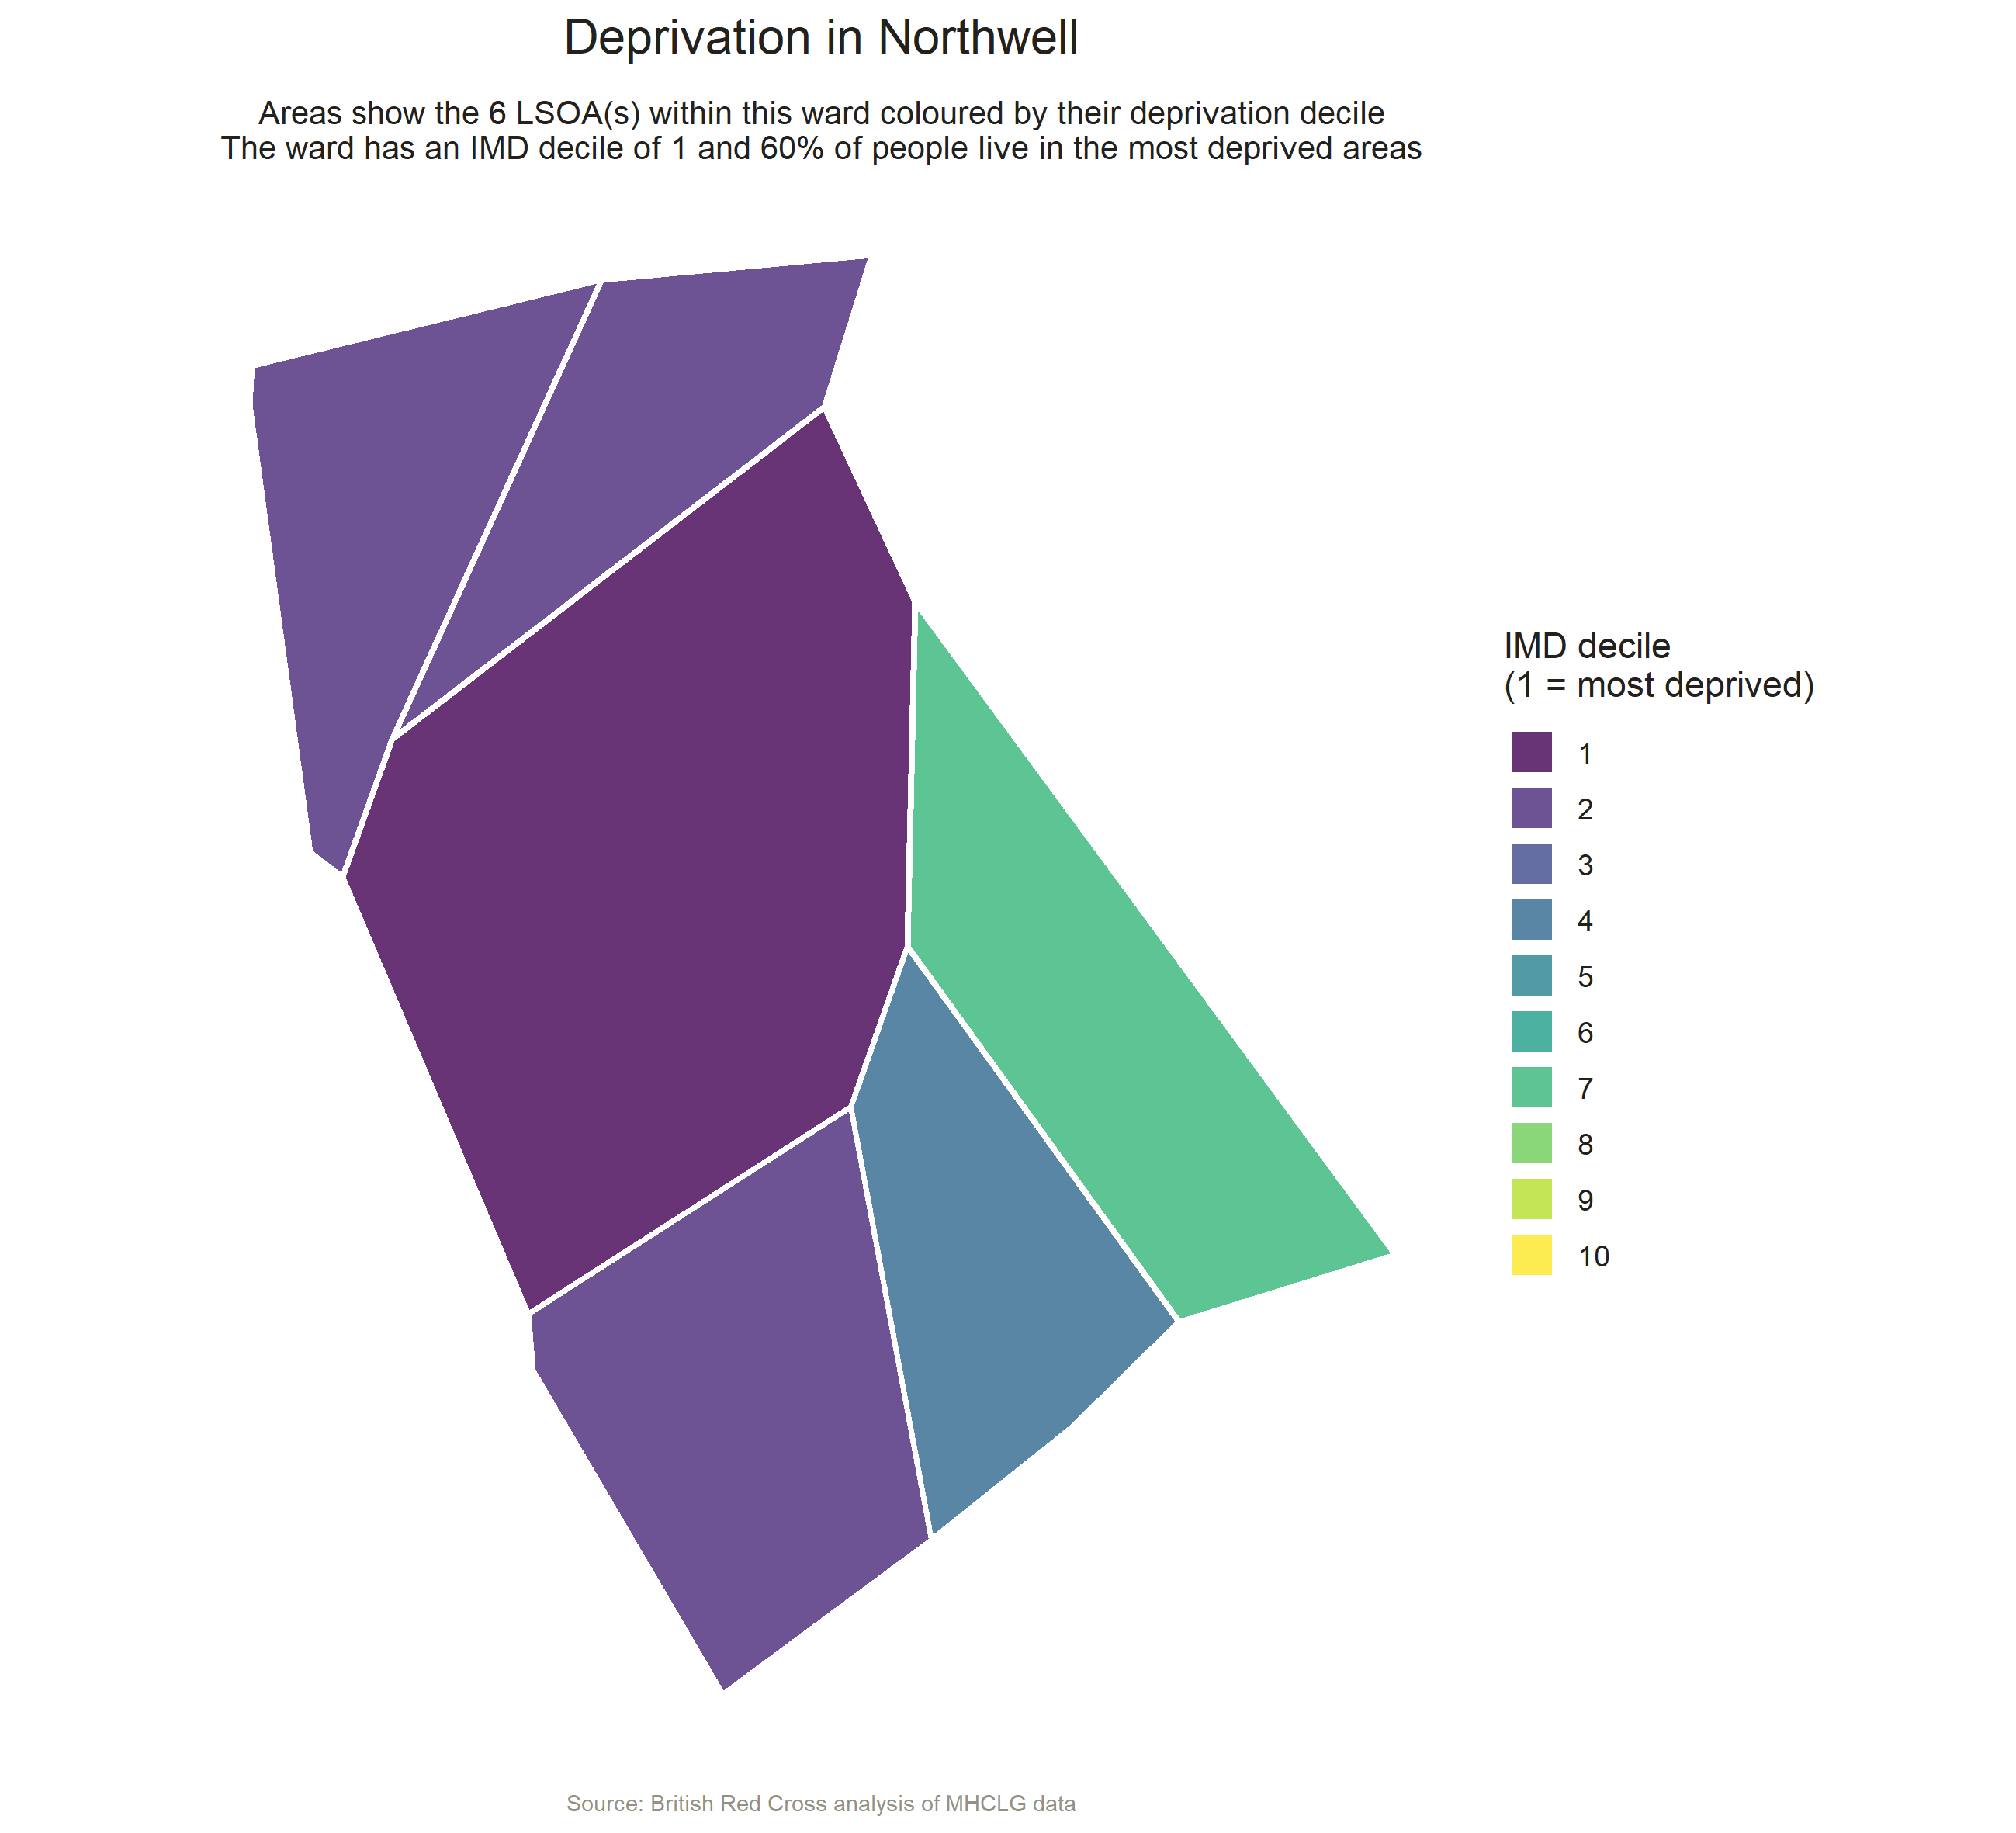 Deprivation in Northwell
Areas show the 6 LSOA(s) within this ward coloured by their deprivation decile
The ward has an IMD decile of 1 and 60% of people live in the most deprived areas
IMD decile
(1 = most deprived)
1
2
3
4
5
6
7
8
9
10
Source: British Red Cross analysis of MHCLG data